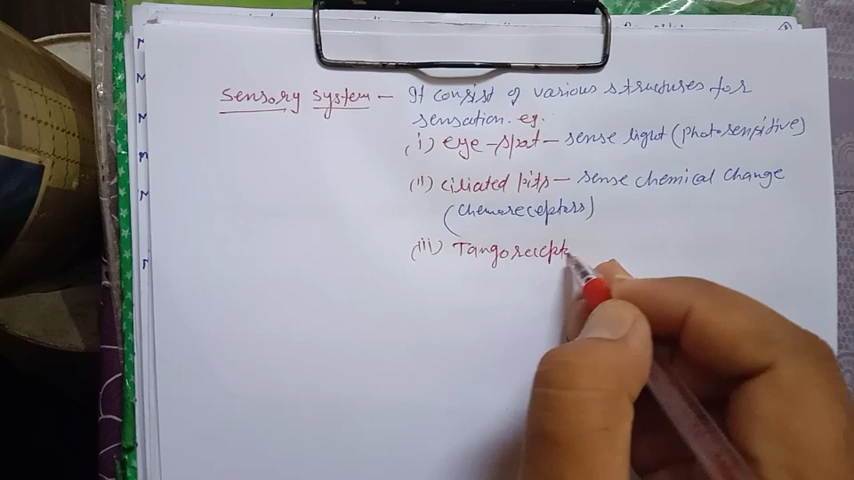 Sensory system - It consist of various structures for
sensation. eg.
(i) eye-spot - sense light (photosensitive)
(ii) ciliated pits - sense chemical change
(chemoreceptors)
(iii) Tangorecept